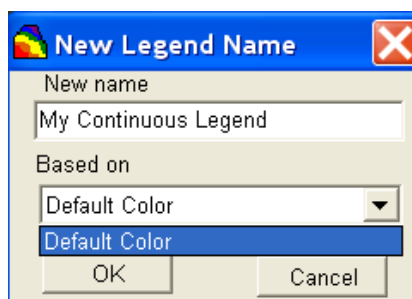 New Legend Name
New name
My Continuous Legend
Based on
Default Color
Default Color
OK Cancel